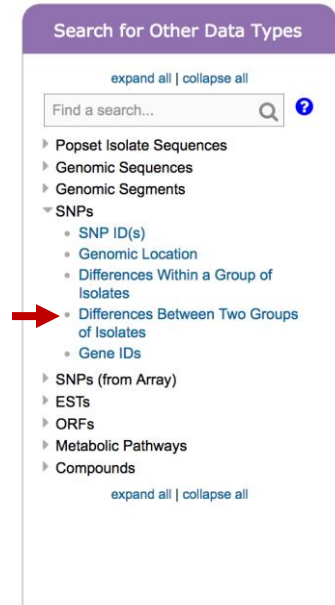 Search for Other Data Types
expand all | collapse all
Find a search...
Popset Isolate Sequences
Genomic Sequences
Genomic Segments
SNPs
SNP ID(s)
Genomic Location
Differences Within a Group of
Isolates
Differences Between Two Groups
of Isolates
Gene IDs
SNPs (from Array)
ESTs
ORFs
Metabolic Pathways
Compounds
expand all | collapse all